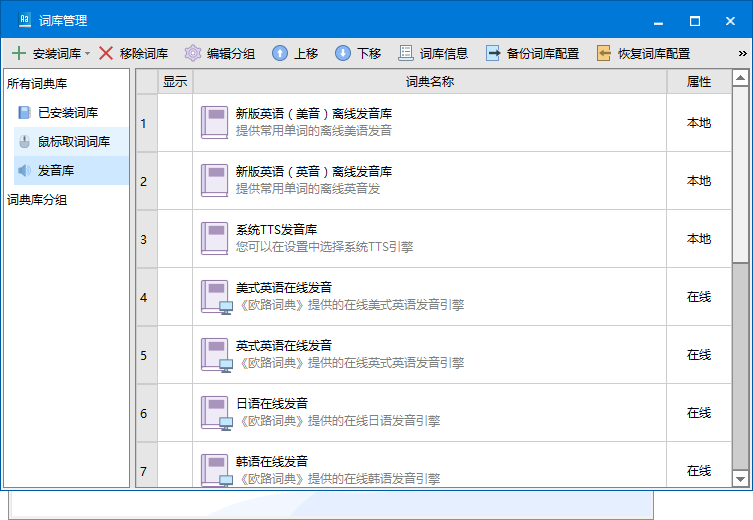 词库管理
安装词库 移除词库 编辑分组 上移 下移 词库信息 备份词库配置 恢复词库配置 »
所有词典库
已安装词库
鼠标取词词库
发音库
词典库分组
显示 词典名称 属性
1 新版英语（美音）离线发音库 本地
提供常用单词的离线美语发音
2 新版英语（英音）离线发音库 本地
提供常用单词的离线英音发
3 系统TTS发音库 本地
您可以在设置中选择系统TTS引擎
4 美式英语在线发音 在线
《欧路词典》提供的在线美式英语发音引擎
5 英式英语在线发音 在线
《欧路词典》提供的在线英式英语发音引擎
6 日语在线发音 在线
《欧路词典》提供的在线日语发音引擎
7 韩语在线发音 在线
《欧路词典》提供的在线韩语发音引擎